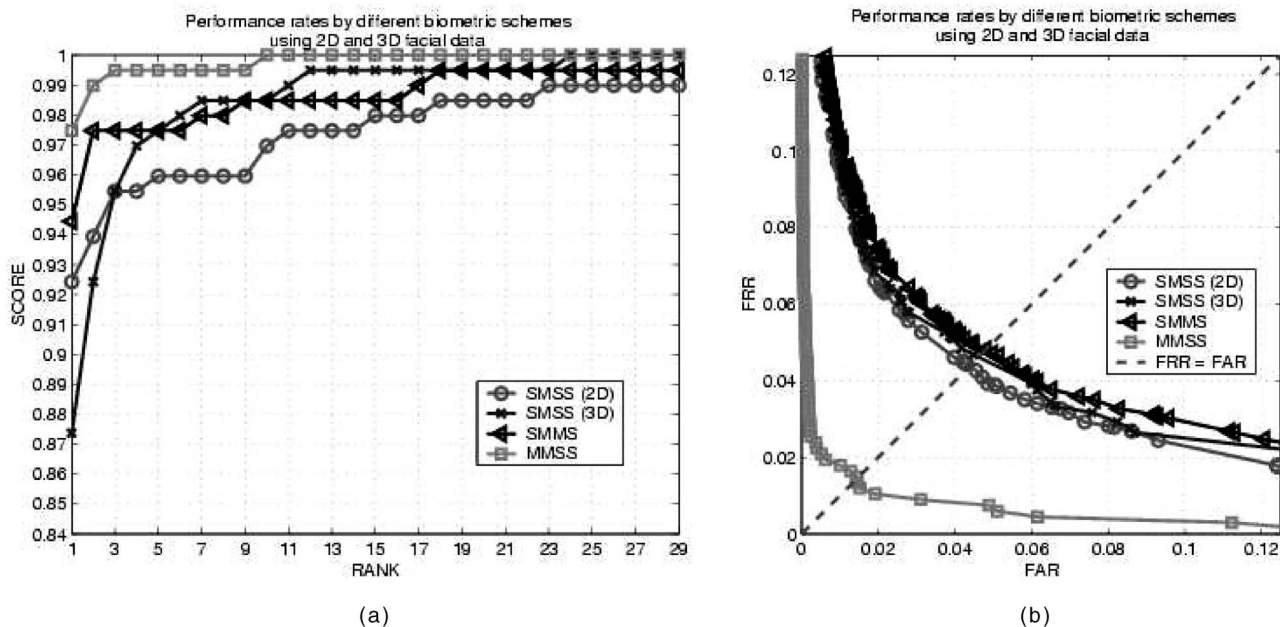 Performance rates by different biometric schemes
using 2D and 3D facial data
1
0.99
0.98
0.97
0.96
0.95
0.94
0.93
0.92
0.91
0.9
0.89
0.88
0.87
0.86
0.85
0.84
SCORE
1 3 5 7 9 11 13 15 17 19 21 23 25 27 29
RANK
SMSS (2D)
SMSS (3D)
SMMS
MMSS
(a)
Performance rates by different biometric schemes
using 2D and 3D facial data
0.12
0.1
0.08
0.06
0.04
0.02
0
FRR
0 0.02 0.04 0.06 0.08 0.1 0.12
FAR
SMSS (2D)
SMSS (3D)
SMMS
MMSS
FRR = FAR
(b)